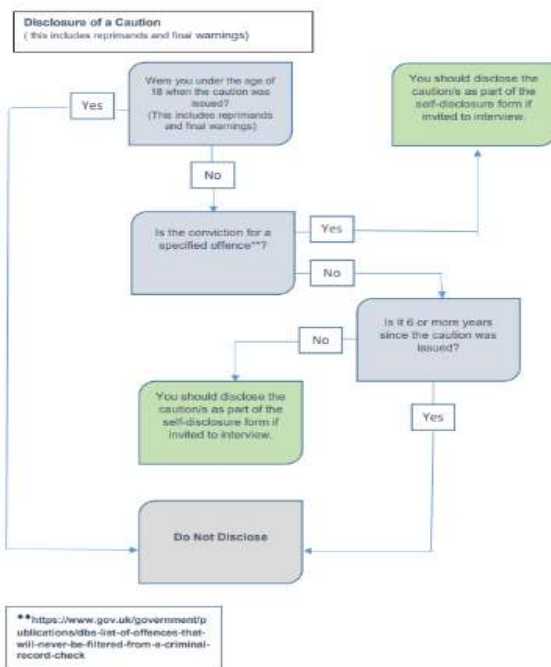 Disclosure of a Caution
( this includes reprimands and final warnings)
Were you under the age of
18 when the caution was
issued?
(This includes reprimands
and final warnings)
Yes
You should disclose the
caution/s as part of the
self-disclosure form if
invited to interview.
No
Is the conviction for a
specified offence**?
Yes
No
Is it 6 or more years
since the caution was
issued?
No
You should disclose the
caution/s as part of the
self-disclosure form if
invited to interview.
Yes
Do Not Disclose
**https://www.gov.uk/government/p
ublications/dbs-list-of-offences-that-
will-never-be-filtered-from-a-criminal-
record-check